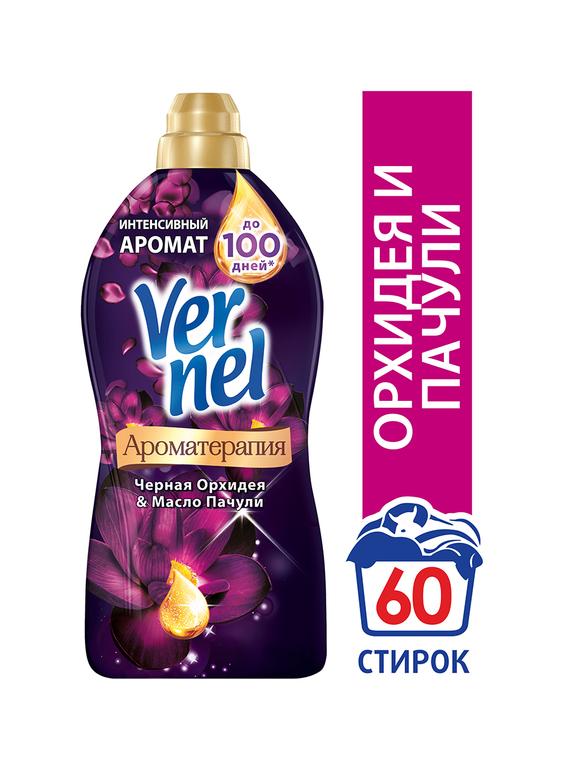 ИНТЕНСИВНЫЙ
АРОМАТ
до
100
дней*
Ver
nel
Ароматерапия
Черная Орхидея
& Масло Пачули
ОРХИДЕЯ И
ПАЧУЛИ
60
СТИРОК